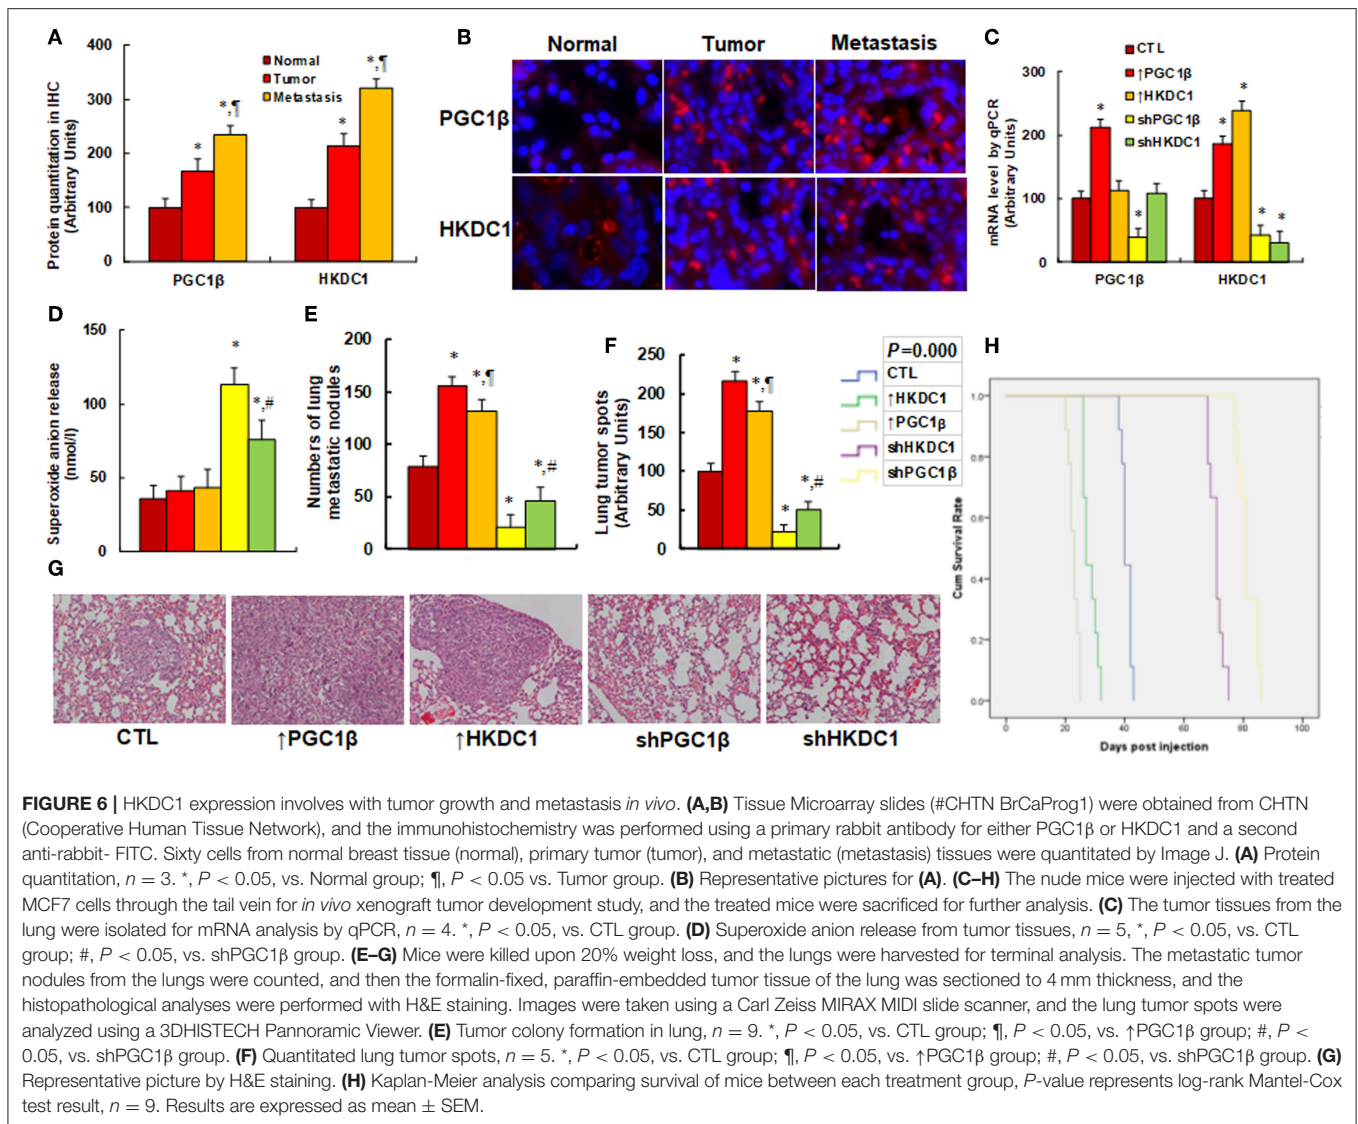 A
400
300
200
100
0
Protein quantation in IHC
(Arbitrary Units)
Normal
Tumor
Metastasis
*
*,¶
*
*,¶
PGC1β
HKDC1
B
Normal
Tumor
Metastasis
PGC1β
HKDC1
C
CTL
↑PGC1β
↑HKDC1
shPGC1β
shHKDC1
300
200
100
0
mRNA level by qPCR
(Arbitrary Units)
*
*
*
*
*
*
PGC1β
HKDC1
D
150
100
50
0
Superoxide anion release
(nmol/l)
*
*,#
E
200
150
100
50
0
Numbers of lung
metastatic nodules
*
*,¶
*
*,#
F
250
200
150
100
50
0
Lung tumor spots
(Arbitrary Units)
*
*,¶
*
*,#
P=0.000
CTL
↑HKDC1
↑PGC1β
shHKDC1
shPGC1β
H
1.0
0.8
0.6
0.4
0.2
0.0
Cum Survival Rate
0
20
40
60
80
100
Days post injection
G
CTL
↑PGC1β
↑HKDC1
shPGC1β
shHKDC1
FIGURE 6 | HKDC1 expression involves with tumor growth and metastasis in vivo. (A,B) Tissue Microarray slides (#CHTN BrCaProg1) were obtained from CHTN
(Cooperative Human Tissue Network), and the immunohistochemistry was performed using a primary rabbit antibody for either PGC1β or HKDC1 and a second
anti-rabbit- FITC. Sixty cells from normal breast tissue (normal), primary tumor (tumor), and metastatic (metastasis) tissues were quantitated by Image J. (A) Protein
quantitation, n = 3. *, P < 0.05, vs. Normal group; ¶, P < 0.05 vs. Tumor group. (B) Representative pictures for (A). (C–H) The nude mice were injected with treated
MCF7 cells through the tail vein for in vivo xenograft tumor development study, and the treated mice were sacrificed for further analysis. (C) The tumor tissues from the
lung were isolated for mRNA analysis by qPCR, n = 4. *, P < 0.05, vs. CTL group. (D) Superoxide anion release from tumor tissues, n = 5, *, P < 0.05, vs. CTL
group; #, P < 0.05, vs. shPGC1β group. (E–G) Mice were killed upon 20% weight loss, and the lungs were harvested for terminal analysis. The metastatic tumor
nodules from the lungs were counted, and then the formalin-fixed, paraffin-embedded tumor tissue of the lung was sectioned to 4 mm thickness, and the
histopathological analyses were performed with H&E staining. Images were taken using a Carl Zeiss MIRAX MIDI slide scanner, and the lung tumor spots were
analyzed using a 3DHISTECH Pannoramic Viewer. (E) Tumor colony formation in lung, n = 9. *, P < 0.05, vs. CTL group; ¶, P < 0.05, vs. ↑PGC1β group; #, P <
0.05, vs. shPGC1β group. (F) Quantitated lung tumor spots, n = 5. *, P < 0.05, vs. CTL group; ¶, P < 0.05, vs. ↑PGC1β group; #, P < 0.05, vs. shPGC1β group. (G)
Representative picture by H&E staining. (H) Kaplan-Meier analysis comparing survival of mice between each treatment group, P-value represents log-rank Mantel-Cox
test result, n = 9. Results are expressed as mean ± SEM.